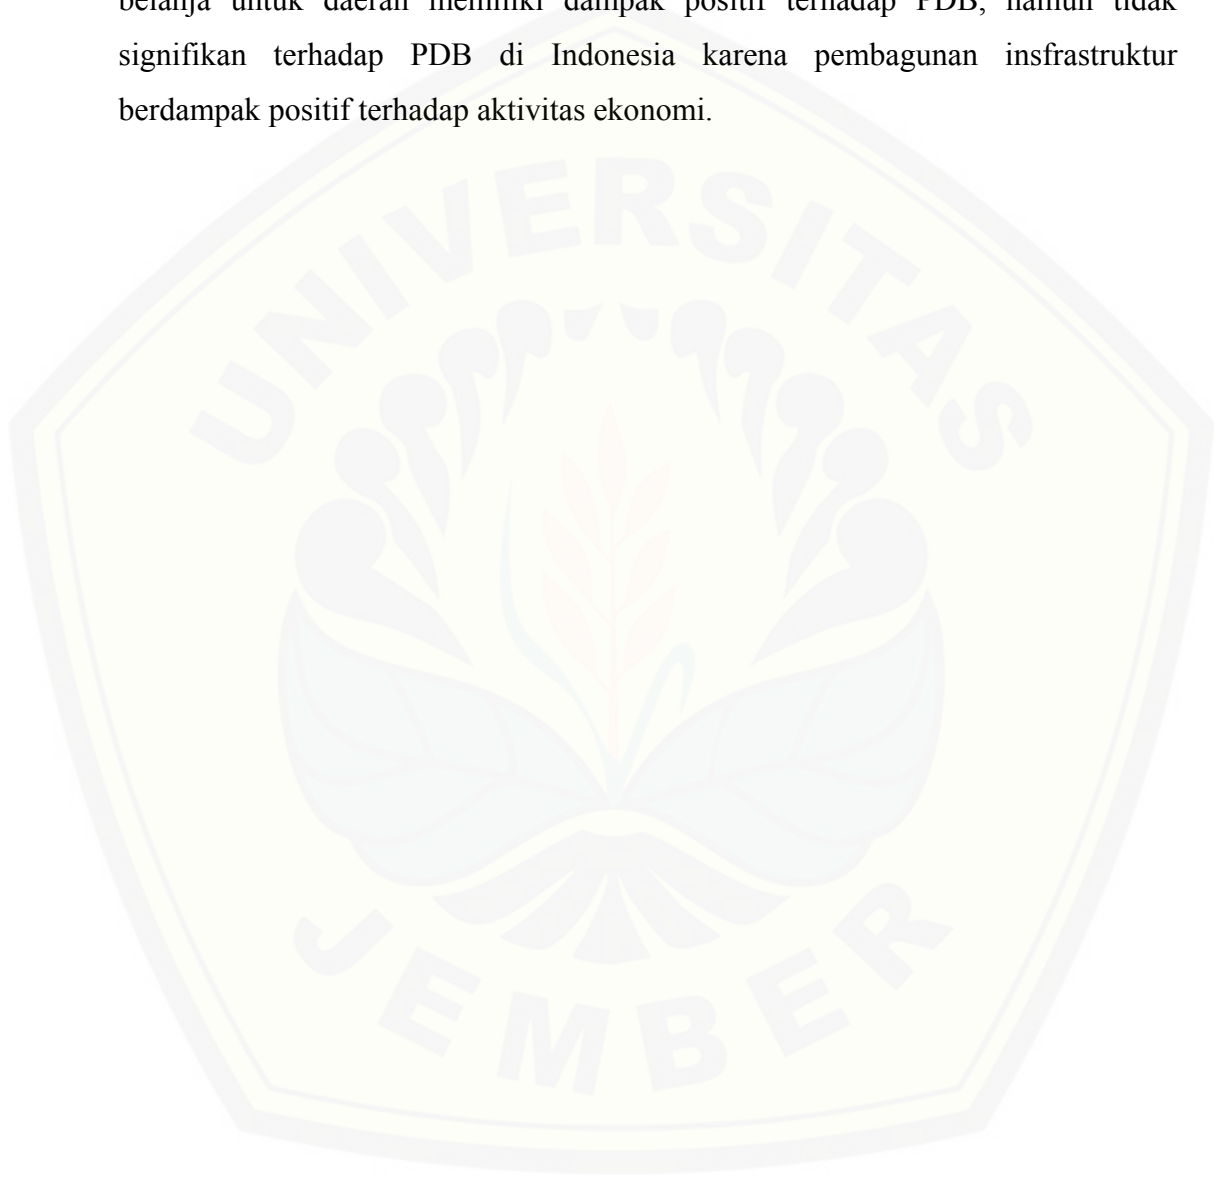 belanja untuk daerah memiliki dampak positif terhadap PDB, namun tidak
signifikan terhadap PDB di Indonesia karena pembagunan insfrastruktur
berdampak positif terhadap aktivitas ekonomi.
UNIVERSITAS
JEMBER